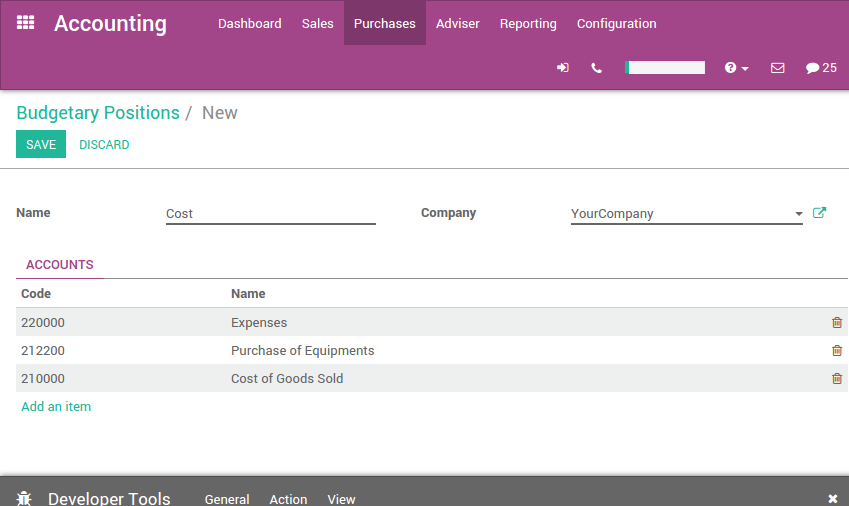 Accounting Dashboard Sales Purchases Adviser Reporting Configuration
25
Budgetary Positions / New
SAVE DISCARD
Name Cost Company YourCompany
ACCOUNTS
Code Name
220000 Expenses
212200 Purchase of Equipments
210000 Cost of Goods Sold
Add an item
Developer Tools General Action View